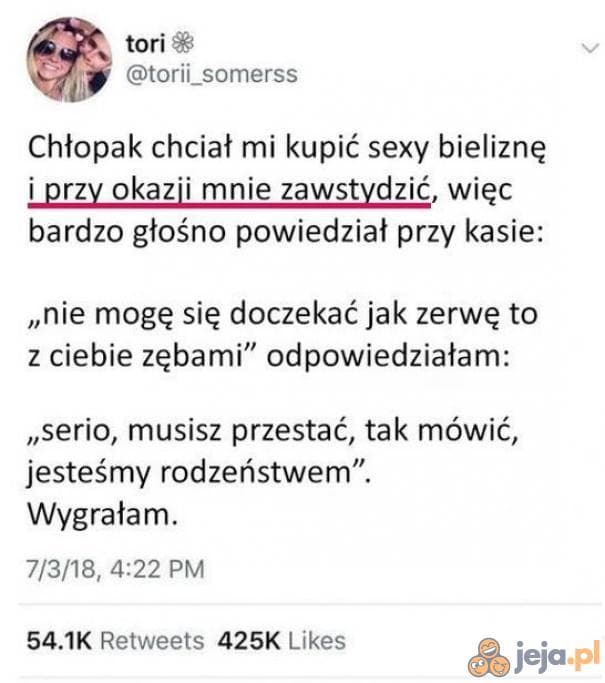 tori
@torii_somerss
Chłopak chciał mi kupić sexy bieliznę
i przy okazji mnie zawstydzić, więc
bardzo głośno powiedział przy kasie:
„nie mogę się doczekać jak zerwę to
z ciebie zębami” odpowiedziałam:
„serio, musisz przestać, tak mówić,
jesteśmy rodzeństwem”.
Wygrałam.
7/3/18, 4:22 PM
54.1K Retweets 425K Likes
jeja.pl